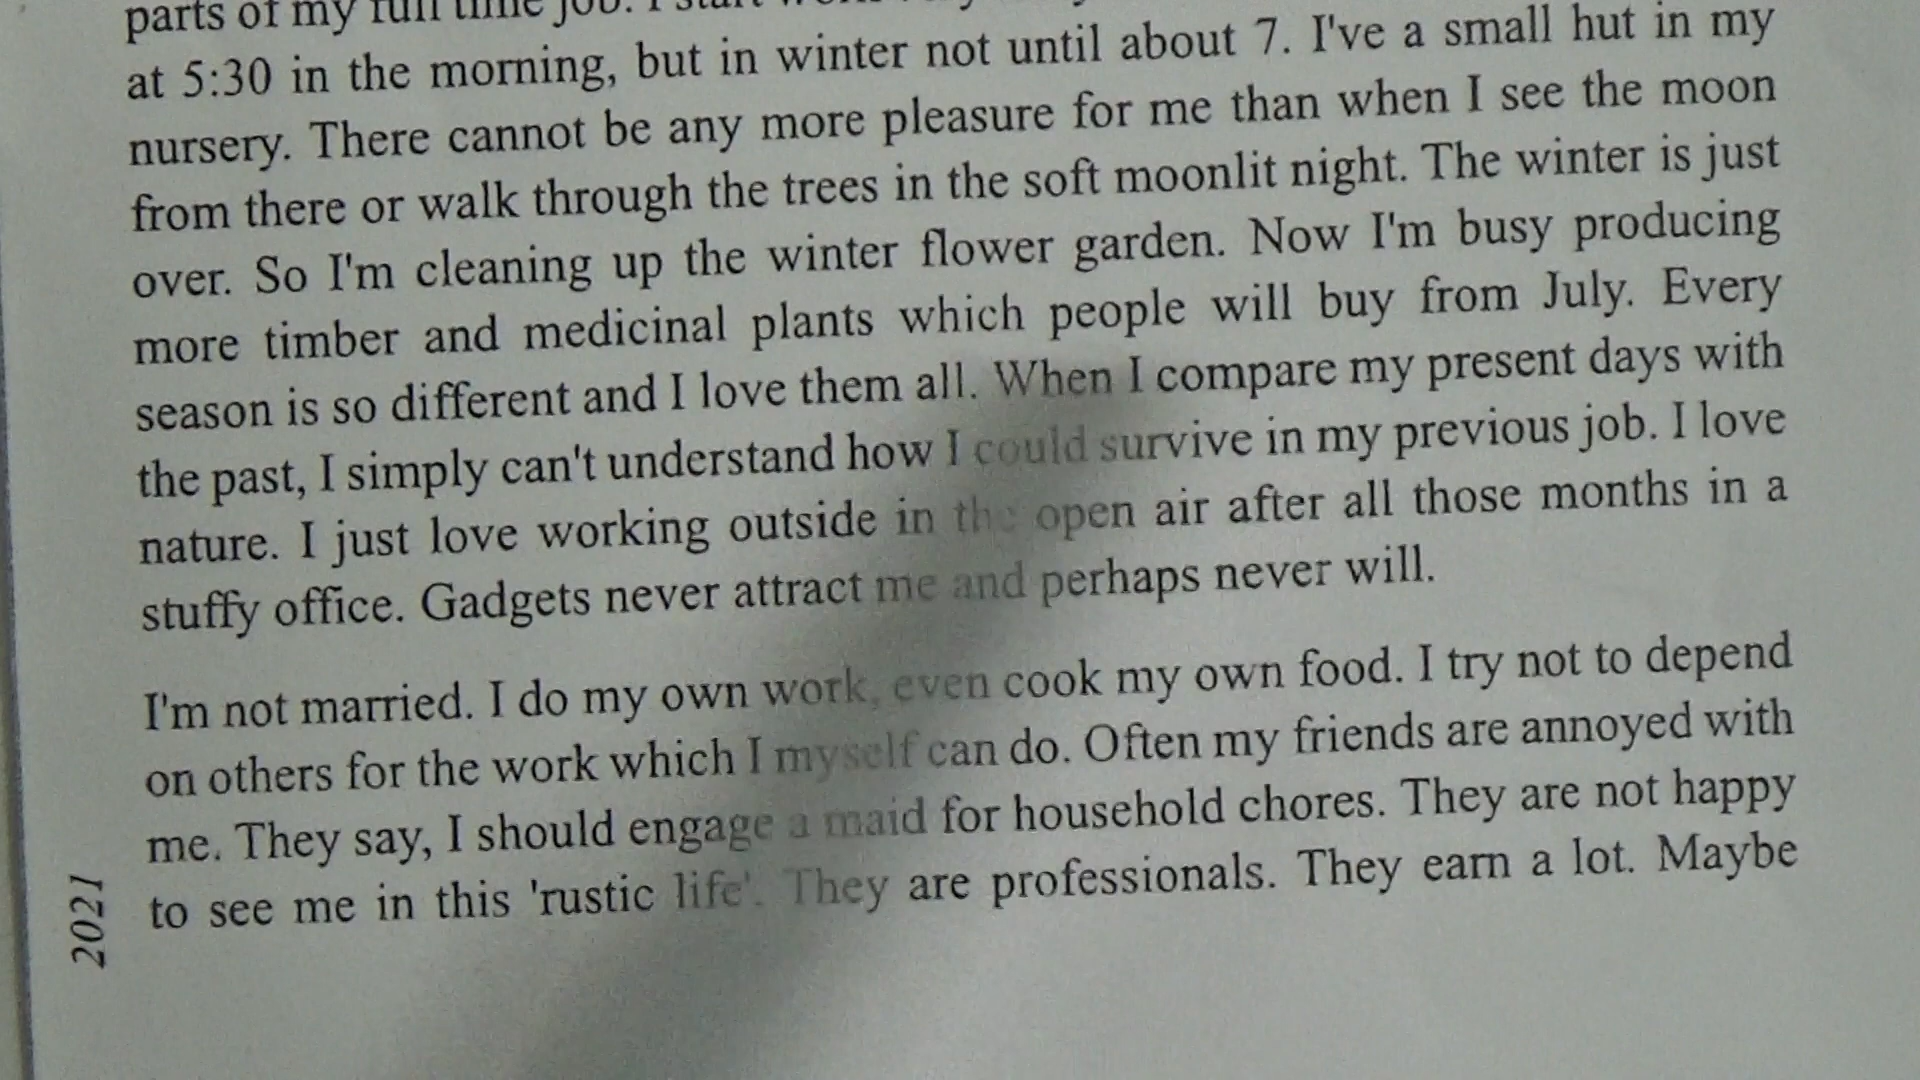 parts of my full time job. I start
at 5:30 in the morning, but in winter not until about 7. I've a small hut in my
nursery. There cannot be any more pleasure for me than when I see the moon
from there or walk through the trees in the soft moonlit night. The winter is just
over. So I'm cleaning up the winter flower garden. Now I'm busy producing
more timber and medicinal plants which people will buy from July. Every
season is so different and I love them all. When I compare my present days with
the past, I simply can't understand how I could survive in my previous job. I love
nature. I just love working outside in the open air after all those months in a
stuffy office. Gadgets never attract me and perhaps never will.
I'm not married. I do my own work, even cook my own food. I try not to depend
on others for the work which I myself can do. Often my friends are annoyed with
me. They say, I should engage a maid for household chores. They are not happy
to see me in this 'rustic life'. They are professionals. They earn a lot. Maybe
2021